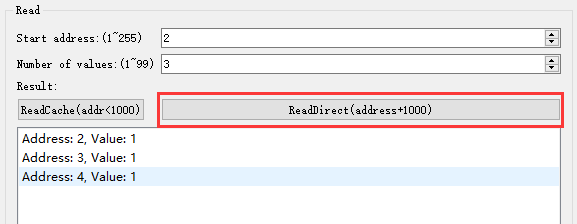 Read
Start address:(1~255) 2
Number of values:(1~99) 3
Result:
ReadCache(addr<1000) ReadDirect(address+1000)
Address: 2, Value: 1
Address: 3, Value: 1
Address: 4, Value: 1